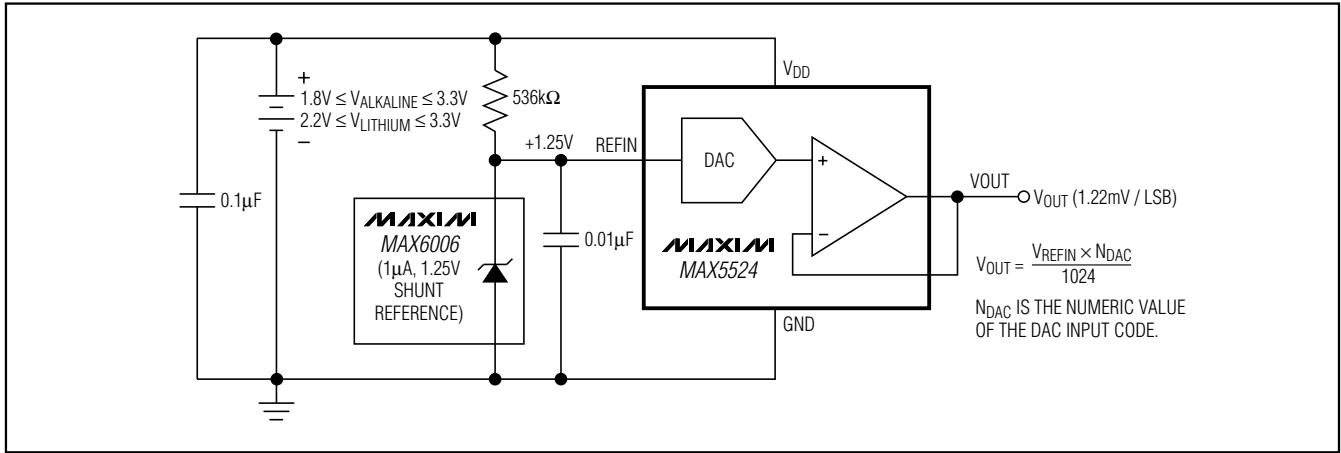 VDD
+
1.8V ≤ VALKALINE ≤ 3.3V
2.2V ≤ VLITHIUM ≤ 3.3V
−
536kΩ
+1.25V
REFIN
DAC
+
−
VOUT
VOUT (1.22mV / LSB)
0.1µF
MAXIM
MAX6006
(1µA, 1.25V
SHUNT
REFERENCE)
0.01µF
MAXIM
MAX5524
VOUT = VREFIN × NDAC
1024
NDAC IS THE NUMERIC VALUE
OF THE DAC INPUT CODE.
GND